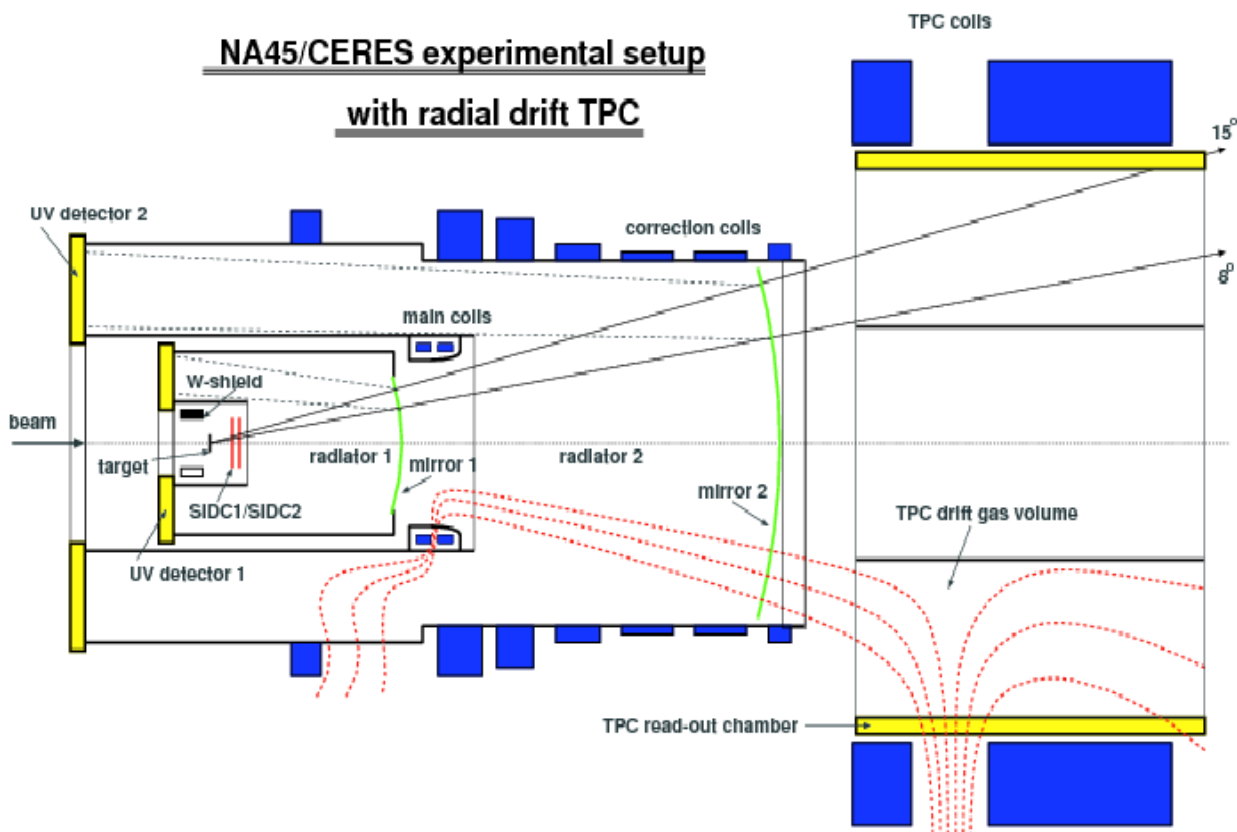 NA45/CERES experimental setup
with radial drift TPC
TPC coils
15°
8°
UV detector 2
correction coils
main coils
W-shield
beam
target
radiator 1
mirror 1
radiator 2
mirror 2
SIDC1/SIDC2
UV detector 1
TPC drift gas volume
TPC read-out chamber